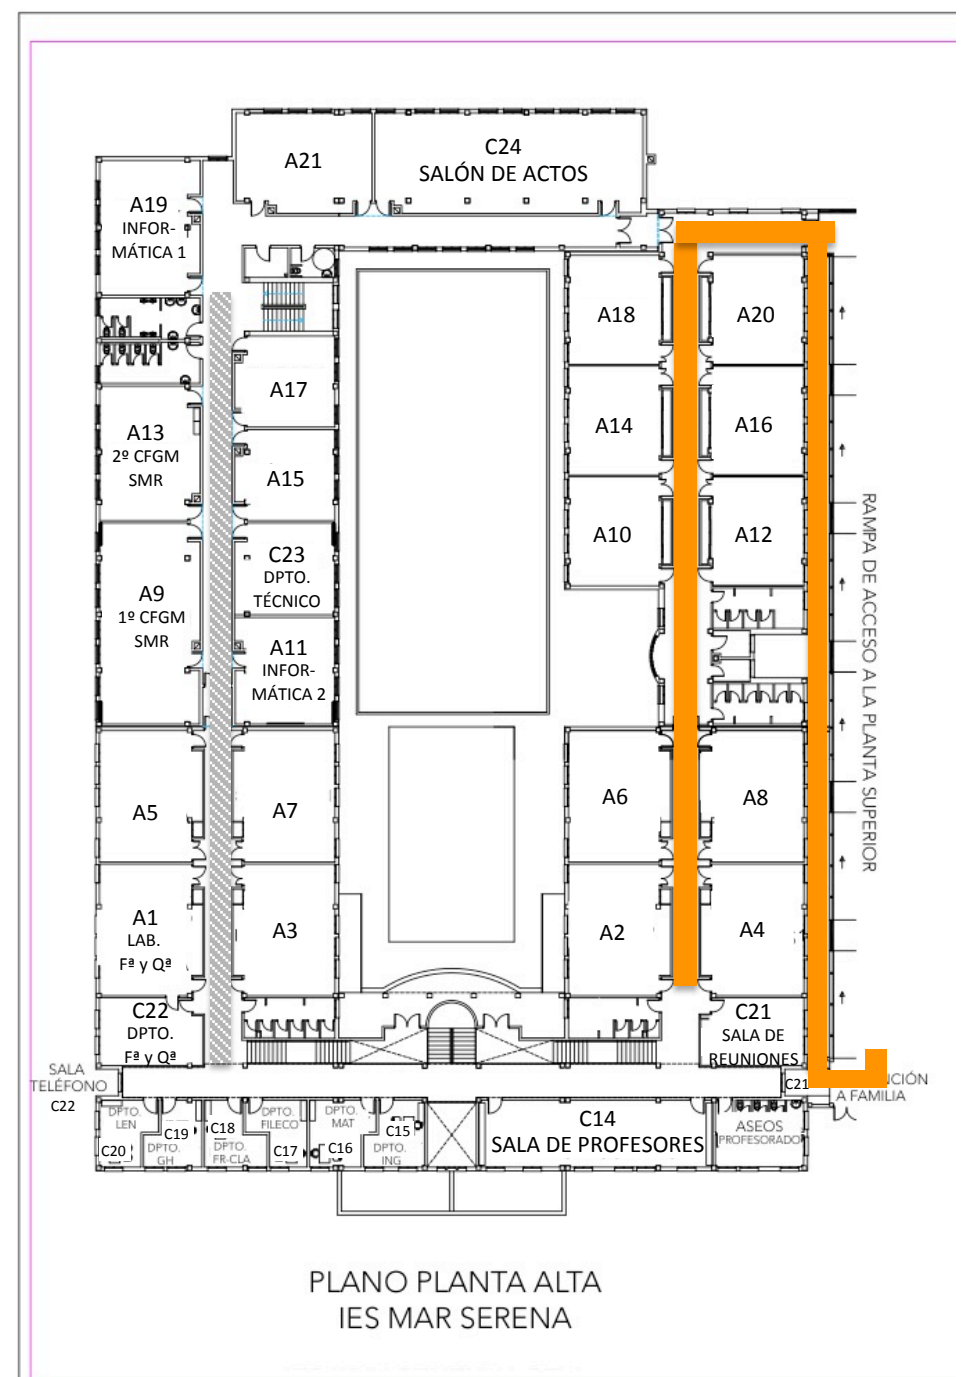 A21
C24
SALÓN DE ACTOS
A19
INFOR-
MÁTICA 1
A18
A20
A17
A13
2º CFGM
SMR
A14
A16
A15
A10
A12
C23
DPTO.
TÉCNICO
A9
1º CFGM
SMR
A11
INFOR-
MÁTICA 2
RAMPA DE ACCESO A LA PLANTA SUPERIOR
A5
A7
A6
A8
A1
LAB.
Fª y Qª
A3
A2
A4
C22
DPTO.
Fª y Qª
C21
SALA DE
REUNIONES
SALA
TELÉFONO
C22
C21
A FAMILIA
DPTO.
LEN
C20
C19
DPTO.
GH
C18
DPTO.
FR-CLA
DPTO.
FILECO
C17
DPTO.
MAT
C16
C15
DPTO.
ING
C14
SALA DE PROFESORES
ASEOS
PROFESORADO
PLANO PLANTA ALTA
IES MAR SERENA